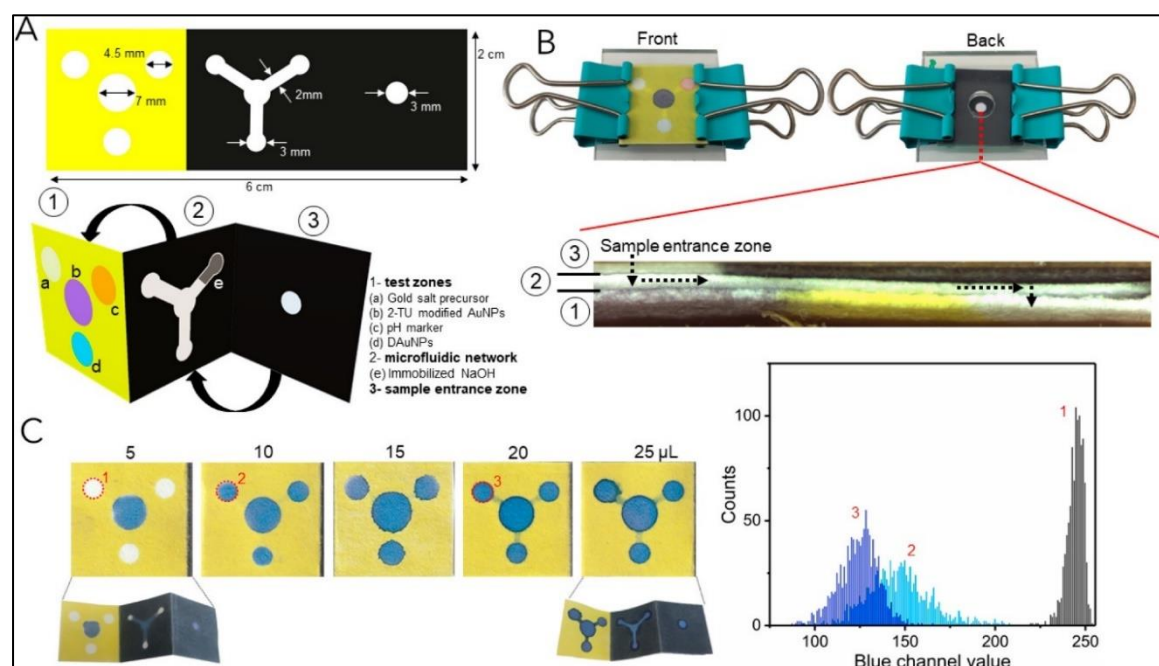 A
4.5 mm
7 mm
2mm
3 mm
3 mm
2 cm
6 cm
1
2
3
a
b
c
d
e
1- test zones
(a) Gold salt precursor
(b) 2-TU modified AuNPs
(c) pH marker
(d) DAuNPs
2- microfluidic network
(e) Immobilized NaOH
3- sample entrance zone
B
Front
Back
Sample entrance zone
3
2
1
C
5
10
15
20
25 µL
1
2
3
100
50
0
Counts
1
2
3
100
150
200
250
Blue channel value